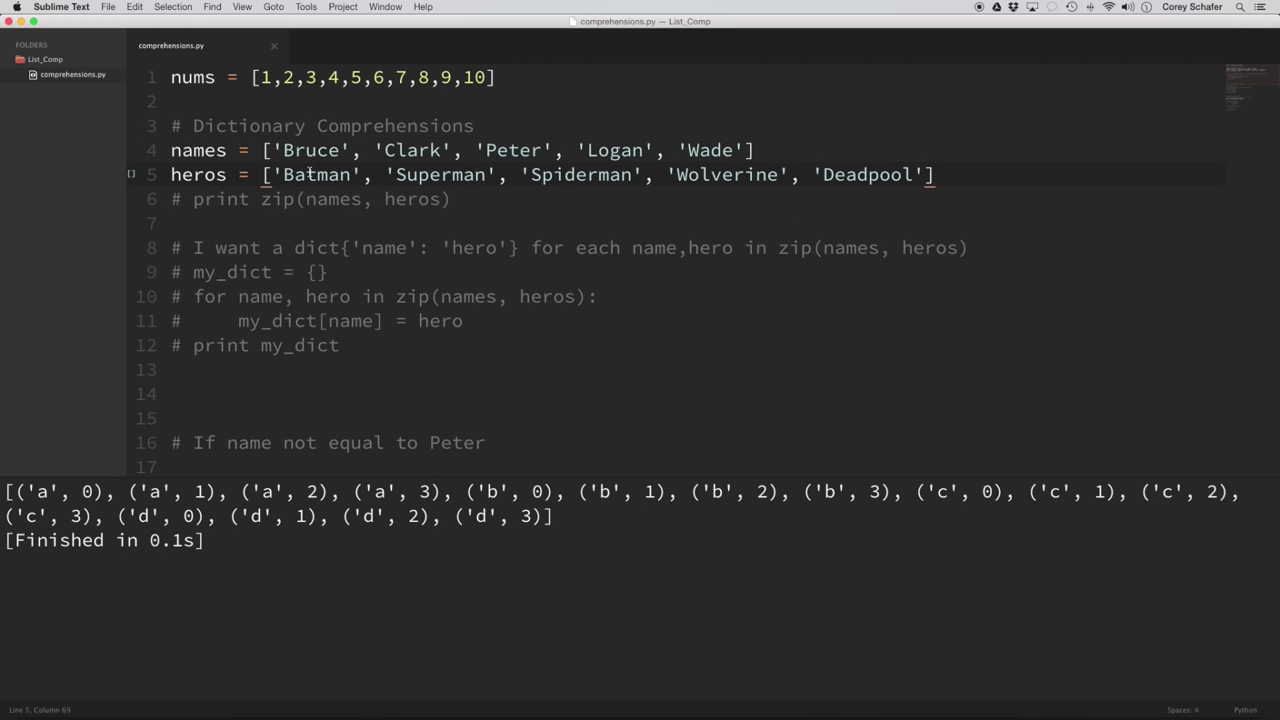 Sublime Text File Edit Selection Find View Goto Tools Project Window Help Corey Schafer
comprehensions.py — List_Comp
FOLDERS
List_Comp
comprehensions.py
comprehensions.py
1 nums = [1,2,3,4,5,6,7,8,9,10]
2
3 # Dictionary Comprehensions
4 names = ['Bruce', 'Clark', 'Peter', 'Logan', 'Wade']
[] 5 heros = ['Batman', 'Superman', 'Spiderman', 'Wolverine', 'Deadpool']
6 # print zip(names, heros)
7
8 # I want a dict{'name': 'hero'} for each name,hero in zip(names, heros)
9 # my_dict = {}
10 # for name, hero in zip(names, heros):
11 #     my_dict[name] = hero
12 # print my_dict
13
14
15
16 # If name not equal to Peter
17
[('a', 0), ('a', 1), ('a', 2), ('a', 3), ('b', 0), ('b', 1), ('b', 2), ('b', 3), ('c', 0), ('c', 1), ('c', 2),
('c', 3), ('d', 0), ('d', 1), ('d', 2), ('d', 3)]
[Finished in 0.1s]
Line 5, Column 69 Spaces: 4 Python